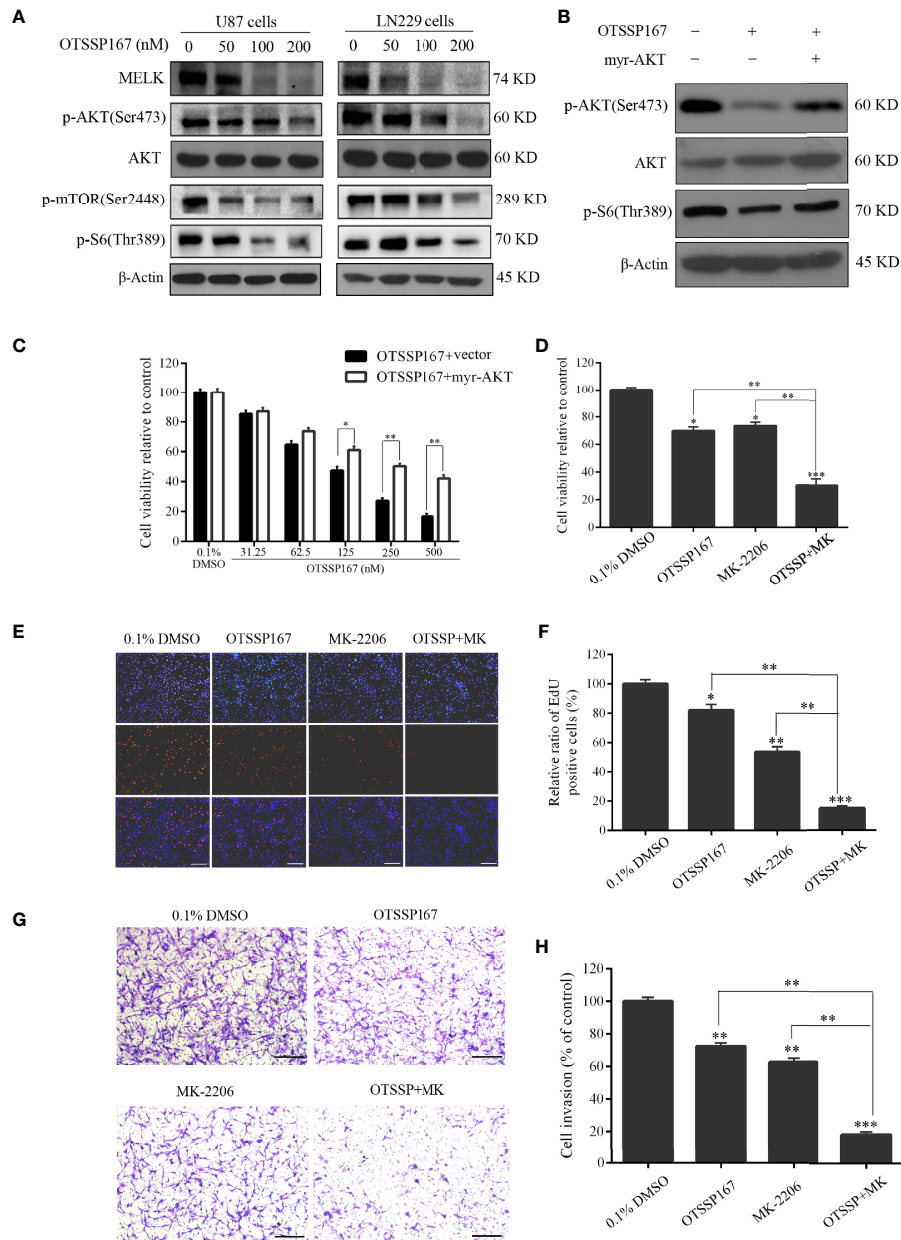 A
U87 cells
LN229 cells
OTSSP167 (nM)
0 50 100 200
0 50 100 200
MELK
74 KD
p-AKT(Ser473)
60 KD
AKT
60 KD
p-mTOR(Ser2448)
289 KD
p-S6(Thr389)
70 KD
β-Actin
45 KD
B
OTSSP167
− + +
myr-AKT
− − +
p-AKT(Ser473)
60 KD
AKT
60 KD
p-S6(Thr389)
70 KD
β-Actin
45 KD
C
Cell viability relative to control
120
100
80
60
40
20
0
OTSSP167+vector
OTSSP167+myr-AKT
*
**
**
0.1% DMSO
31.25
62.5
125
250
500
OTSSP167 (nM)
D
Cell viability relative to control
120
100
80
60
40
20
0
**
**
*
*
***
0.1% DMSO
OTSSP167
MK-2206
OTSSP+MK
E
0.1% DMSO
OTSSP167
MK-2206
OTSSP+MK
F
Relative ratio of EdU
positive cells (%)
120
100
80
60
40
20
0
**
**
*
**
***
0.1% DMSO
OTSSP167
MK-2206
OTSSP+MK
G
0.1% DMSO
OTSSP167
MK-2206
OTSSP+MK
H
Cell invasion (% of control)
120
100
80
60
40
20
0
**
**
**
**
***
0.1% DMSO
OTSSP167
MK-2206
OTSSP+MK